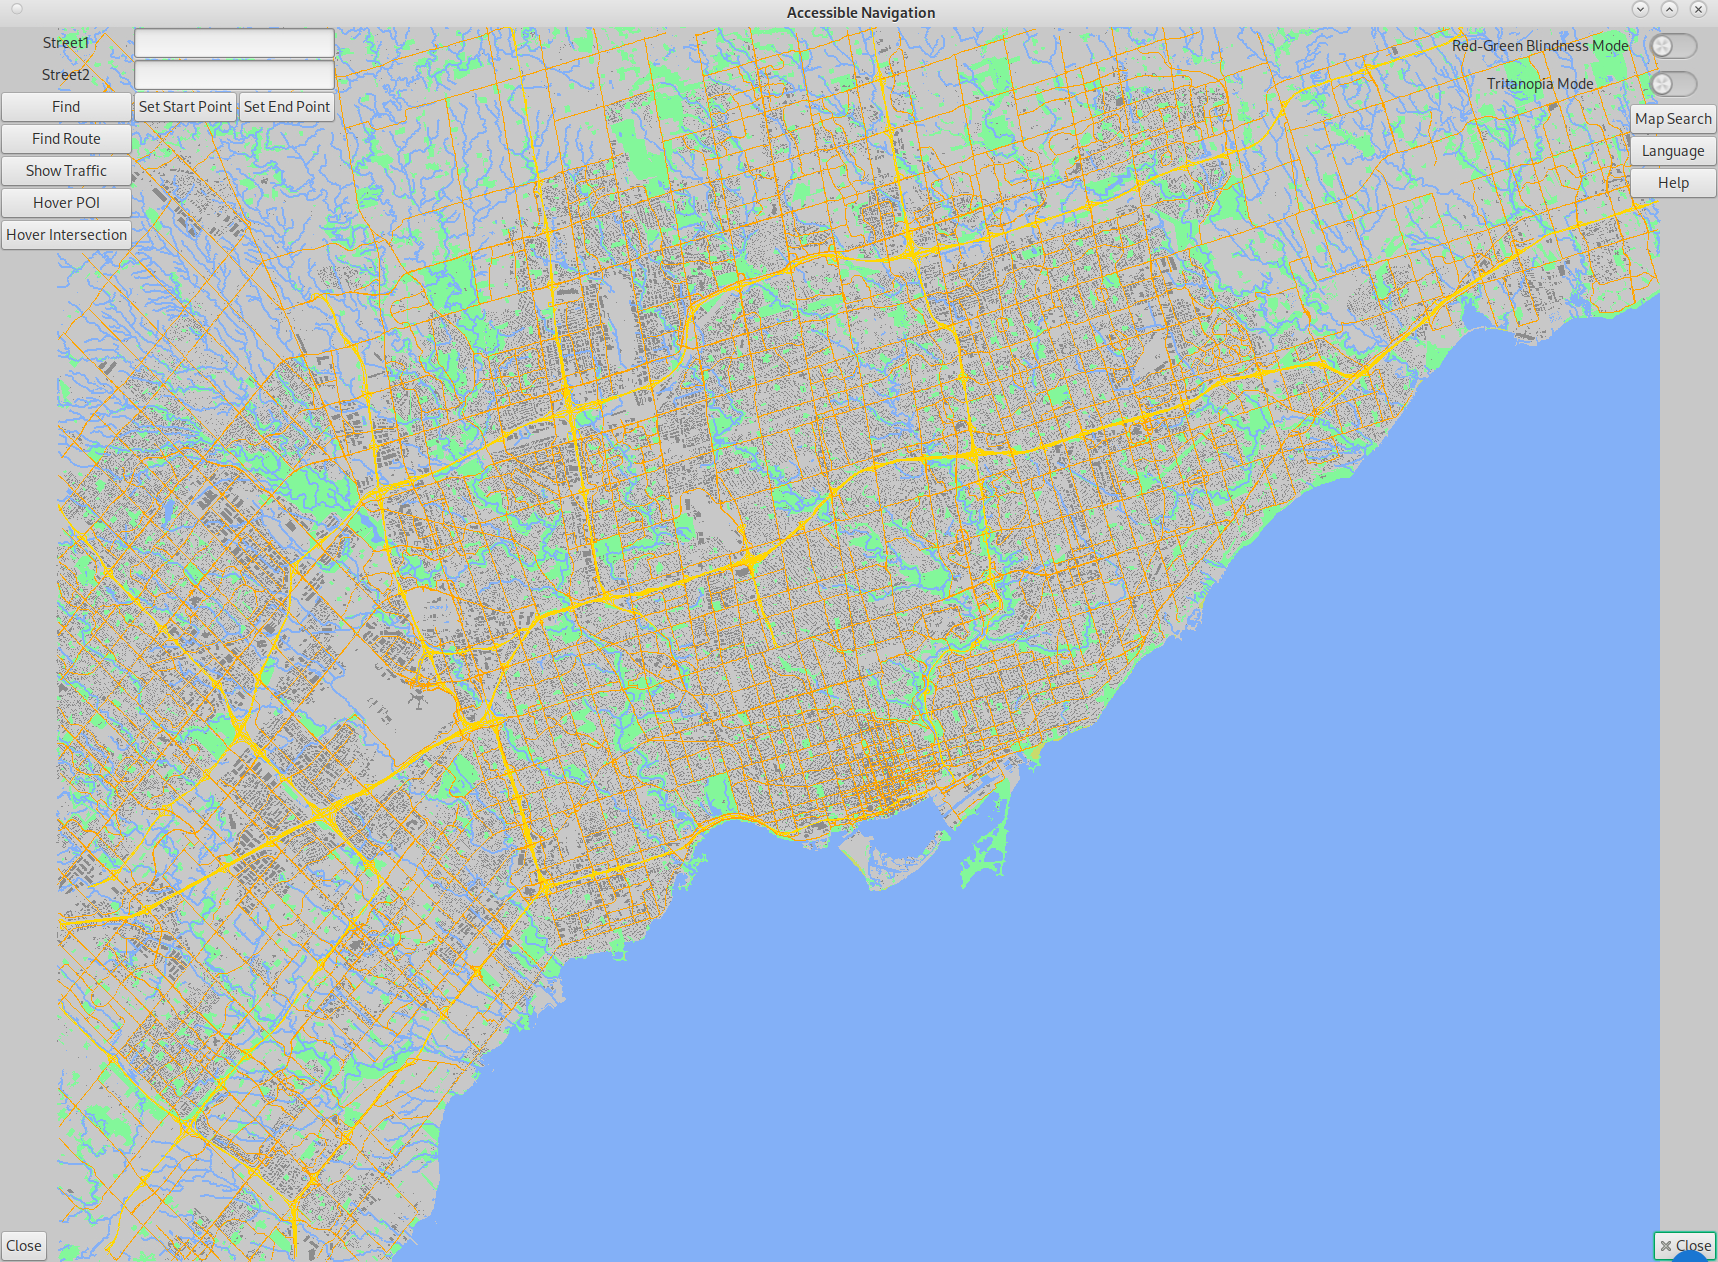 Accessible Navigation
Street1
Street2
Find
Set Start Point
Set End Point
Find Route
Show Traffic
Hover POI
Hover Intersection
Red-Green Blindness Mode
Tritanopia Mode
Map Search
Language
Help
Close
Close